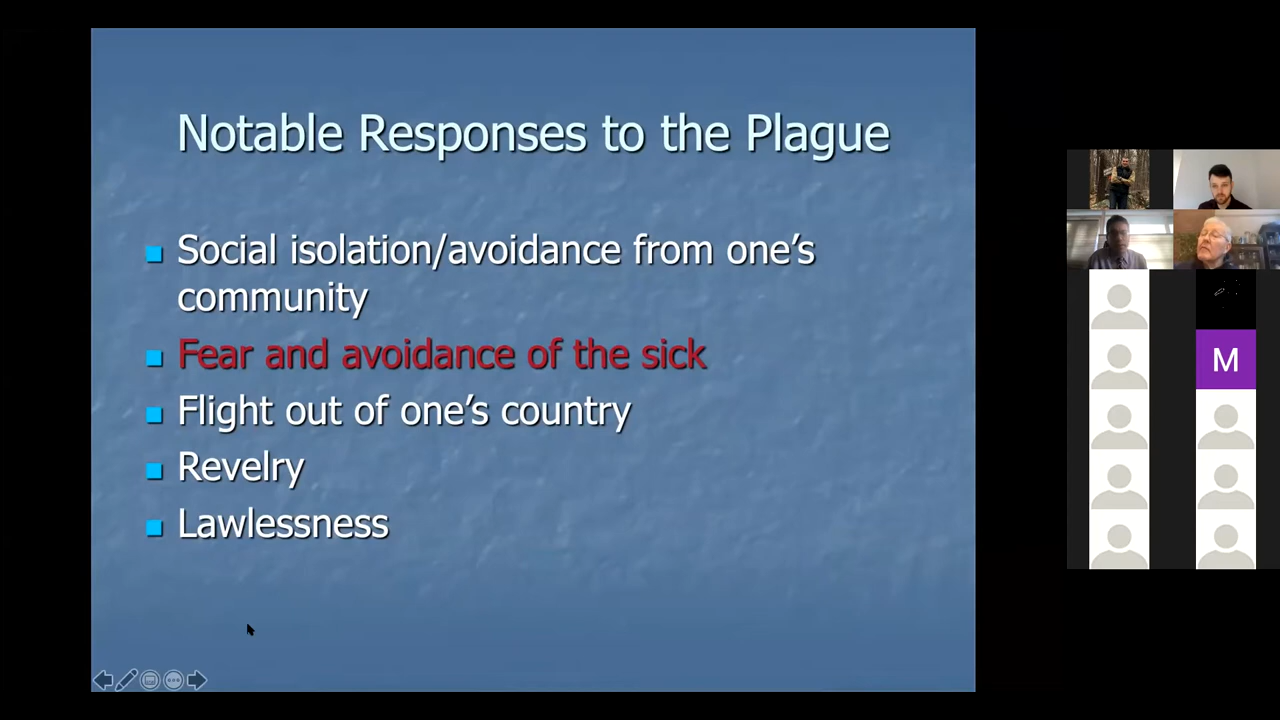 Notable Responses to the Plague
Social isolation/avoidance from one’s
community
Fear and avoidance of the sick
Flight out of one’s country
Revelry
Lawlessness
M